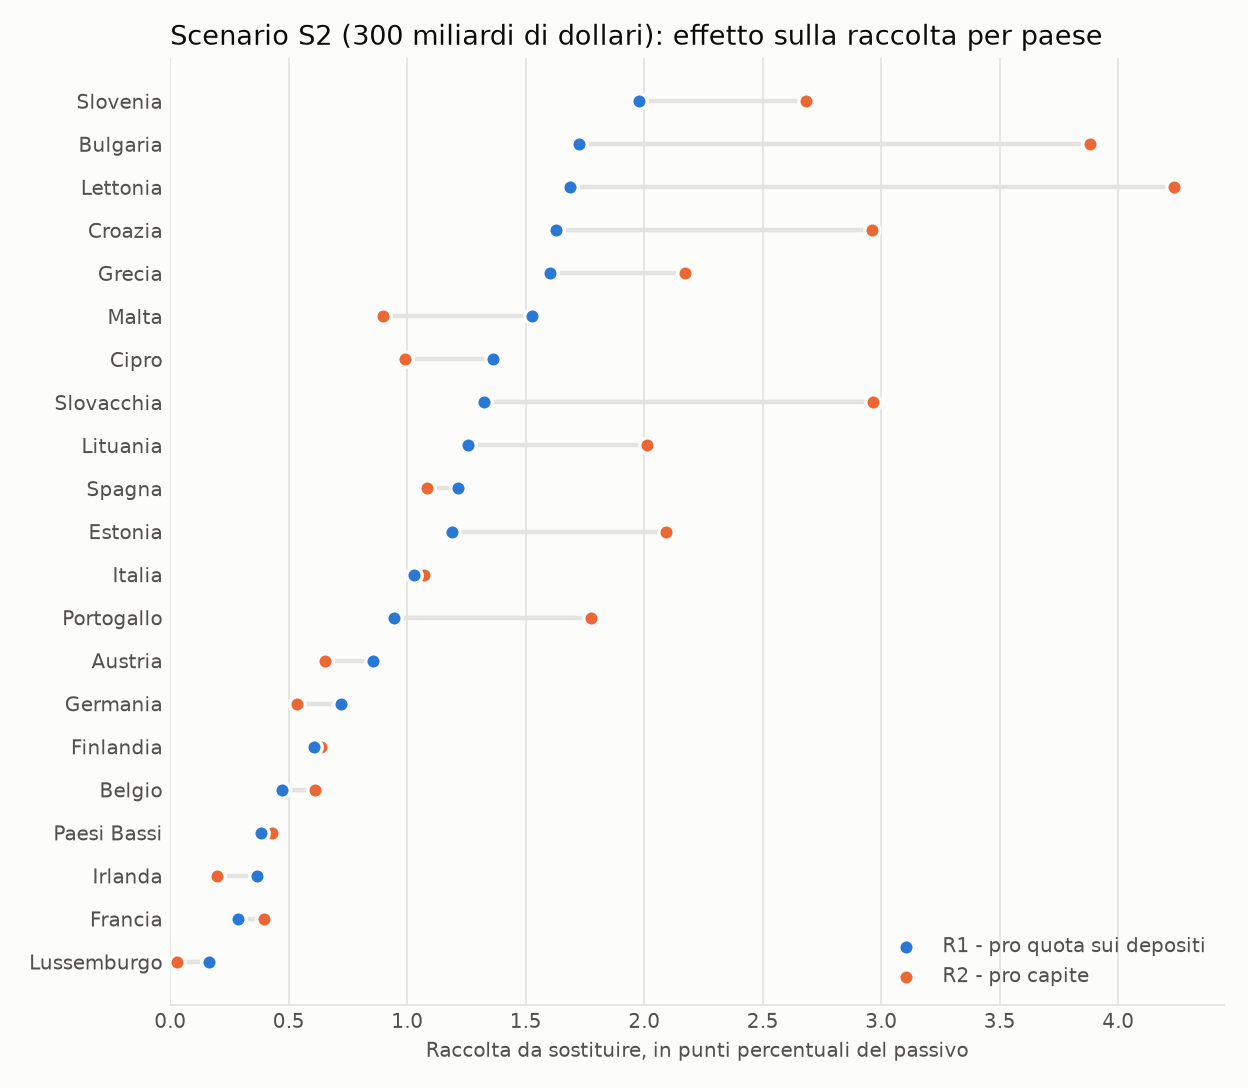 Scenario S2 (300 miliardi di dollari): effetto sulla raccolta per paese
Slovenia
Bulgaria
Lettonia
Croazia
Grecia
Malta
Cipro
Slovacchia
Lituania
Spagna
Estonia
Italia
Portogallo
Austria
Germania
Finlandia
Belgio
Paesi Bassi
Irlanda
Francia
Lussemburgo
R1 - pro quota sui depositi
R2 - pro capite
0.0 0.5 1.0 1.5 2.0 2.5 3.0 3.5 4.0
Raccolta da sostituire, in punti percentuali del passivo